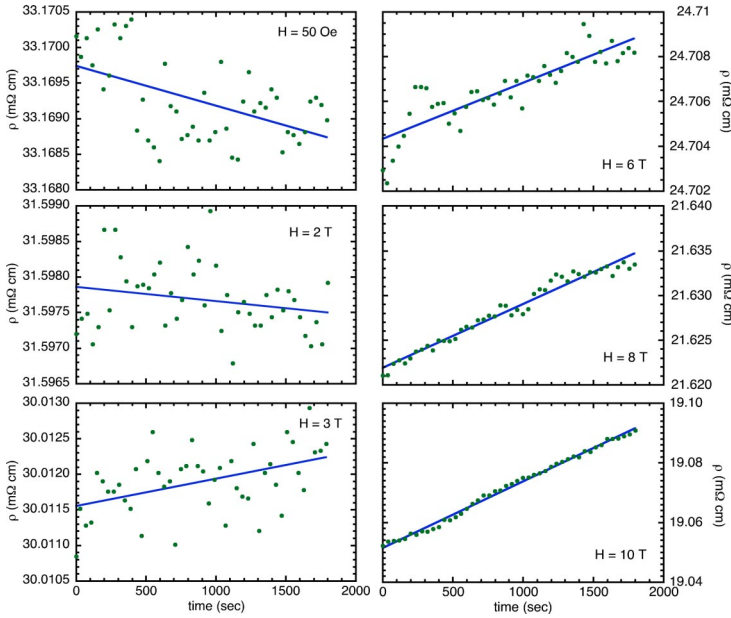 33.1705
33.1700
33.1695
33.1690
33.1685
33.1680
ρ (mΩ cm)
H = 50 Oe
24.71
24.708
24.706
24.704
24.702
ρ (mΩ cm)
H = 6 T
31.5990
31.5985
31.5980
31.5975
31.5970
31.5965
ρ (mΩ cm)
H = 2 T
21.640
21.635
21.630
21.625
21.620
ρ (mΩ cm)
H = 8 T
30.0130
30.0125
30.0120
30.0115
30.0110
30.0105
ρ (mΩ cm)
H = 3 T
0 500 1000 1500 2000
time (sec)
19.10
19.08
19.06
19.04
ρ (mΩ cm)
H = 10 T
0 500 1000 1500 2000
time (sec)